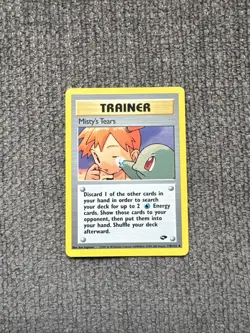 TRAINER
Misty's Tears
Discard 1 of the other cards in
your hand in order to search
your deck for up to 2 Energy
cards. Show those cards to your
opponent, then put them into
your hand. Shuffle your deck
afterward.